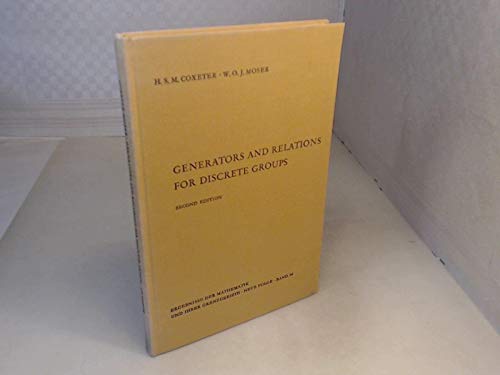 H. S. M. COXETER · W. O. J. MOSER
GENERATORS AND RELATIONS
FOR DISCRETE GROUPS
SECOND EDITION
ERGEBNISSE DER MATHEMATIK
UND IHRER GRENZGEBIETE · NEUE FOLGE · BAND 14